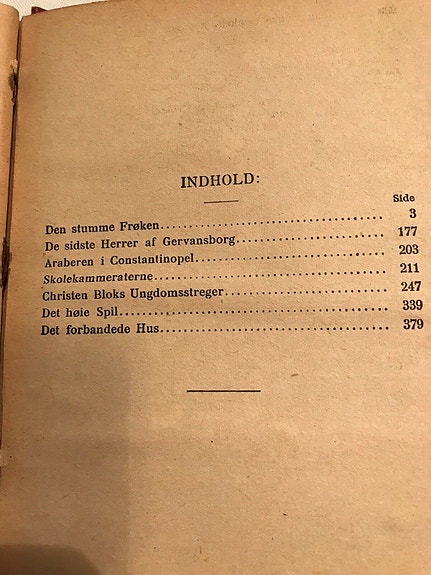 INDHOLD:
Side
Den stumme Frøken 3
De sidste Herrer af Gervansborg 177
Araberen i Constantinopel 203
Skolekammeraterne 211
Christen Bloks Ungdomsstreger 247
Det høie Spil 339
Det forbandede Hus 379